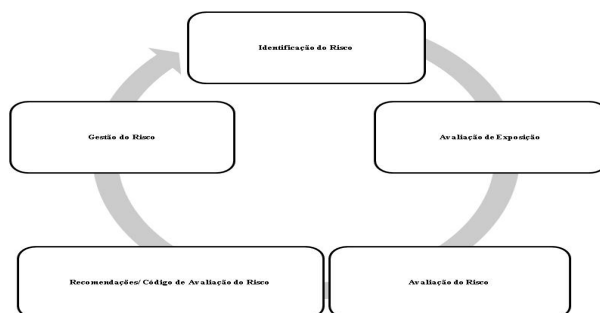 Identificação do Risco
Avaliação de Exposição
Avaliação do Risco
Recomendações/ Código de Avaliação do Risco
Gestão do Risco